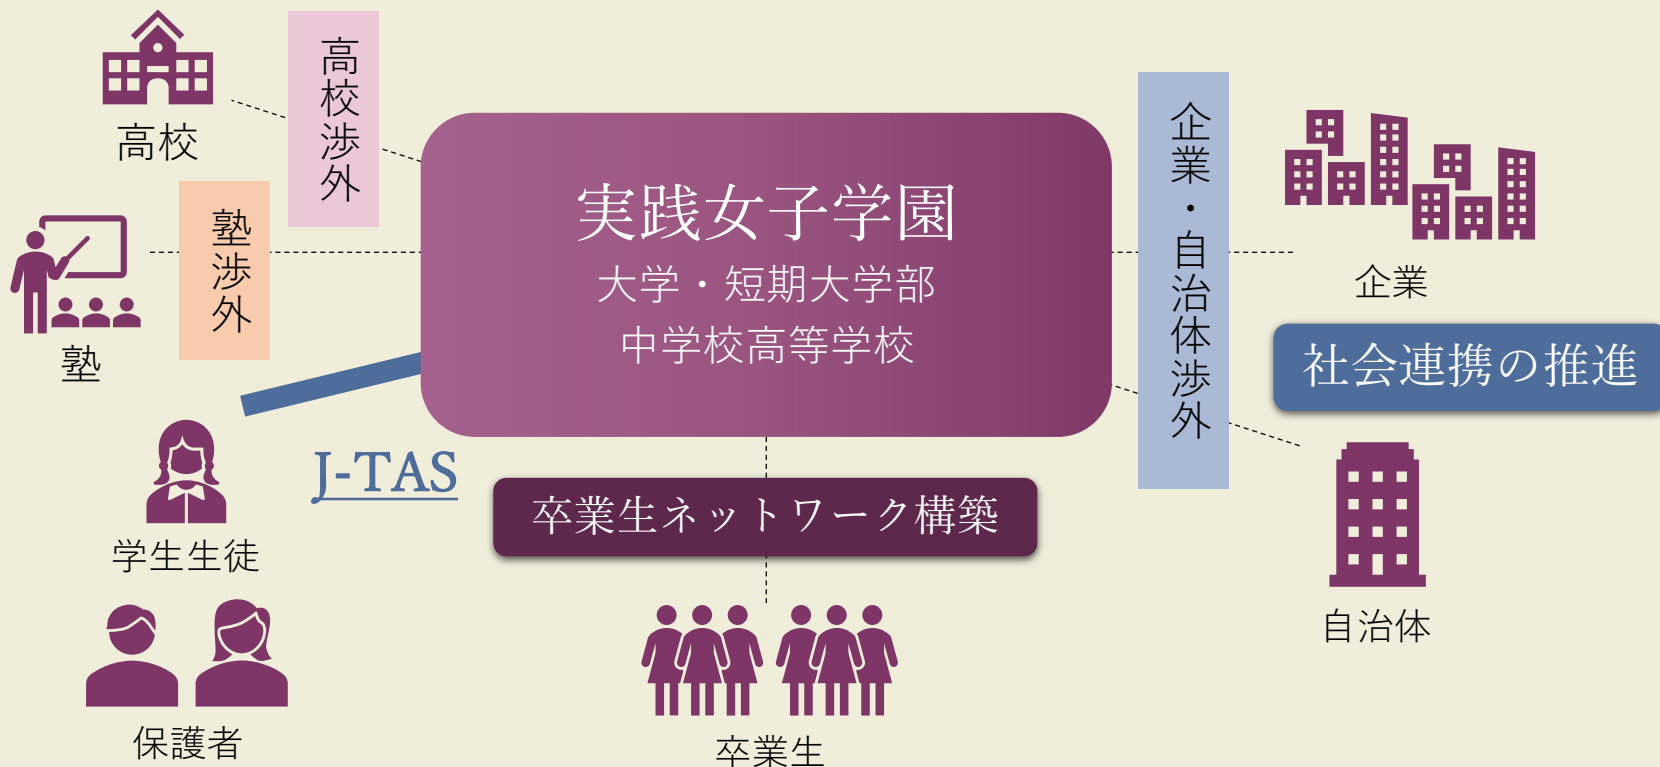 高校
高校渉外
塾
塾渉外
実践女子学園
大学・短期大学部
中学校高等学校
企業・自治体渉外
企業
社会連携の推進
自治体
J-TAS
学生生徒
保護者
卒業生ネットワーク構築
卒業生